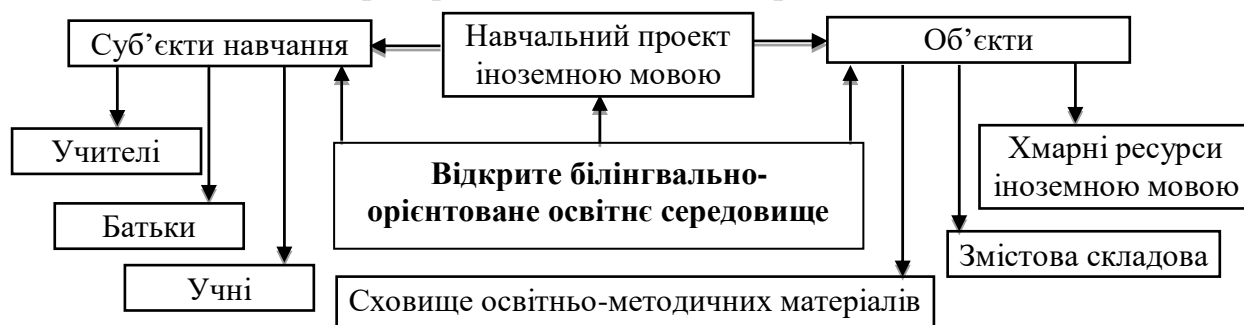 Суб’єкти навчання
Навчальний проект
іноземною мовою
Об’єкти
Учителі
Батьки
Учні
Відкрите білінгвально-
орієнтоване освітнє середовище
Хмарні ресурси
іноземною мовою
Змістова складова
Сховище освітньо-методичних матеріалів